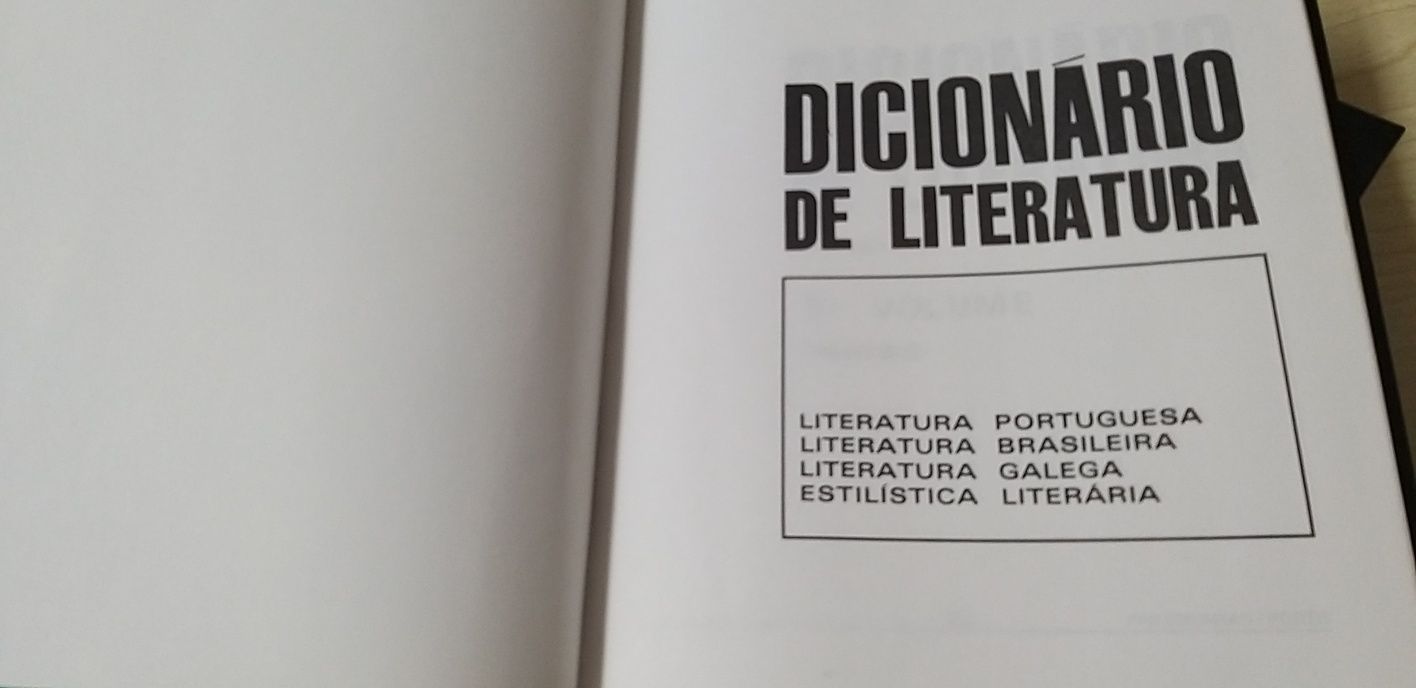 DICIONÁRIO
DE LITERATURA
LITERATURA PORTUGUESA
LITERATURA BRASILEIRA
LITERATURA GALEGA
ESTILÍSTICA LITERÁRIA